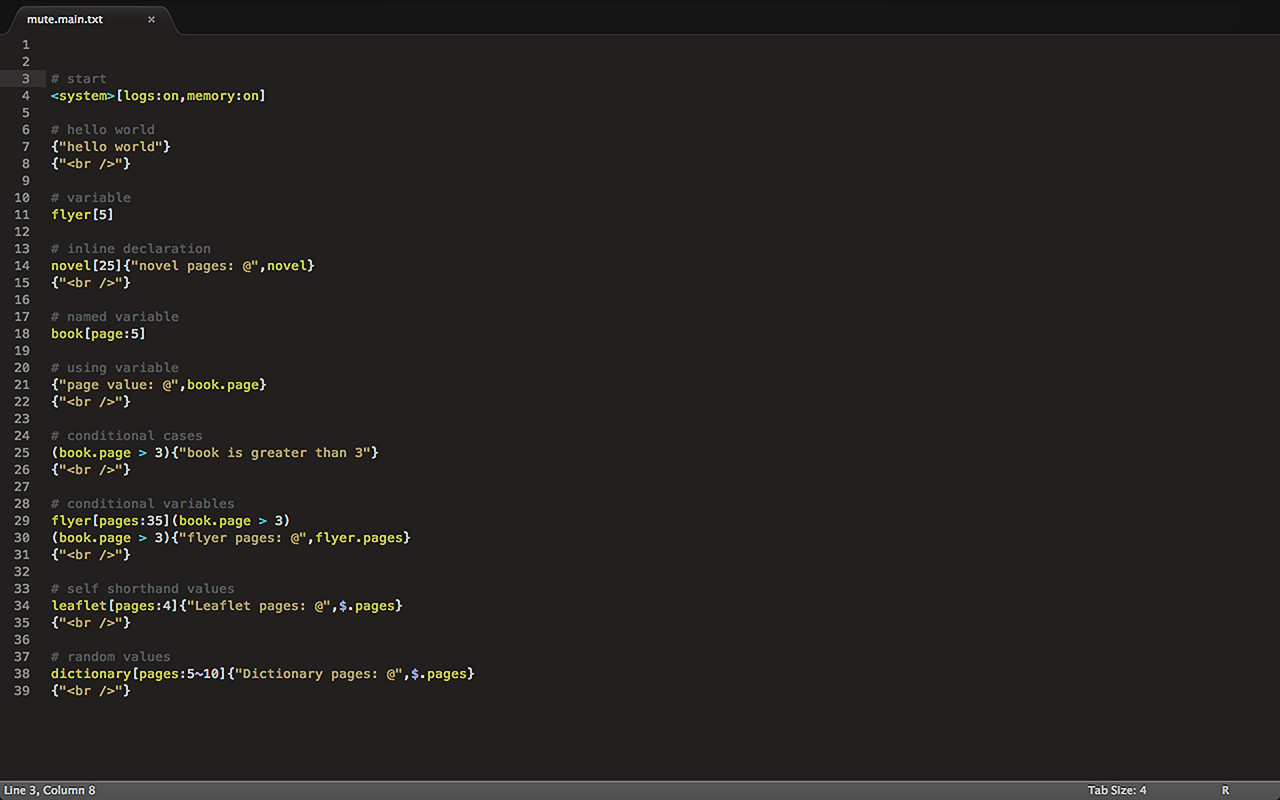 mute.main.txt ×
1
2
3 # start
4 <system>[logs:on,memory:on]
5
6 # hello world
7 {"hello world"}
8 {"<br />"}
9
10 # variable
11 flyer[5]
12
13 # inline declaration
14 novel[25]{"novel pages: @",novel}
15 {"<br />"}
16
17 # named variable
18 book[page:5]
19
20 # using variable
21 {"page value: @",book.page}
22 {"<br />"}
23
24 # conditional cases
25 (book.page > 3){"book is greater than 3"}
26 {"<br />"}
27
28 # conditional variables
29 flyer[pages:35](book.page > 3)
30 (book.page > 3){"flyer pages: @",flyer.pages}
31 {"<br />"}
32
33 # self shorthand values
34 leaflet[pages:4]{"Leaflet pages: @",$.pages}
35 {"<br />"}
36
37 # random values
38 dictionary[pages:5~10]{"Dictionary pages: @",$.pages}
39 {"<br />"}
Line 3, Column 8 Tab Size: 4 R